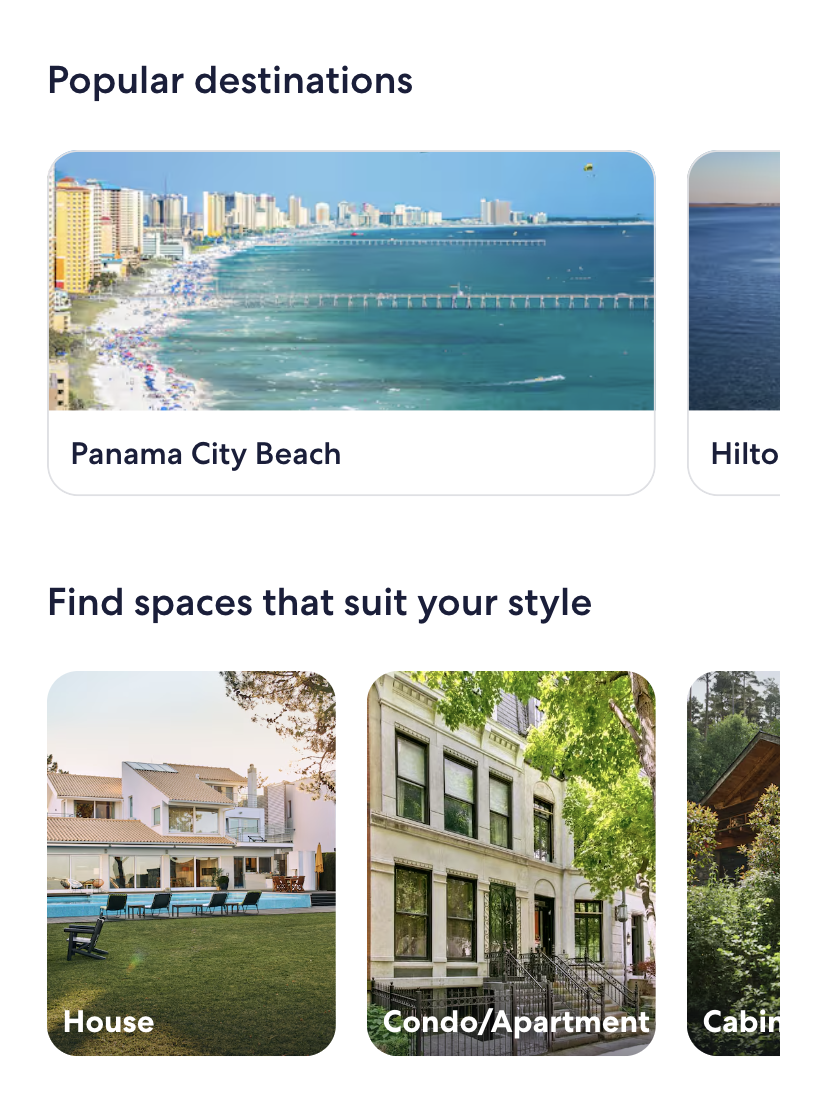 Popular destinations
Panama City Beach
Hilto
Find spaces that suit your style
House
Condo/Apartment
Cabin